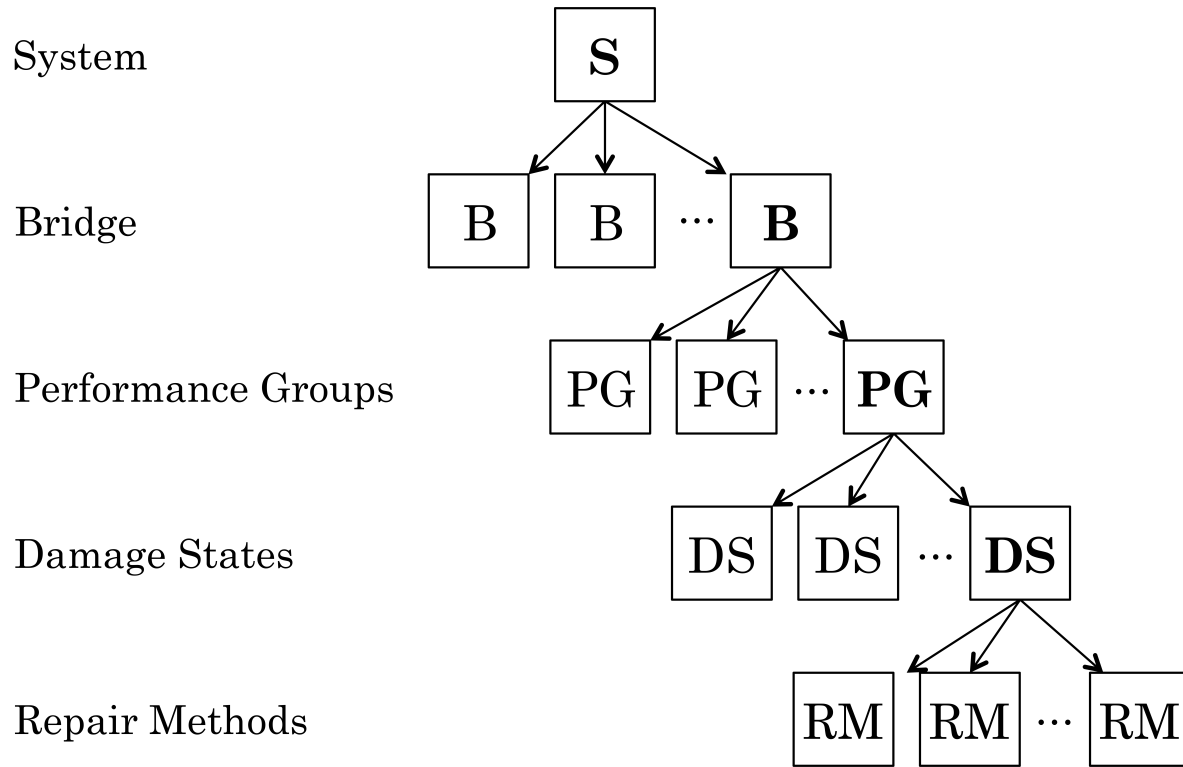 System S
Bridge B B ... B
Performance Groups PG PG ... PG
Damage States DS DS ... DS
Repair Methods RM RM ... RM